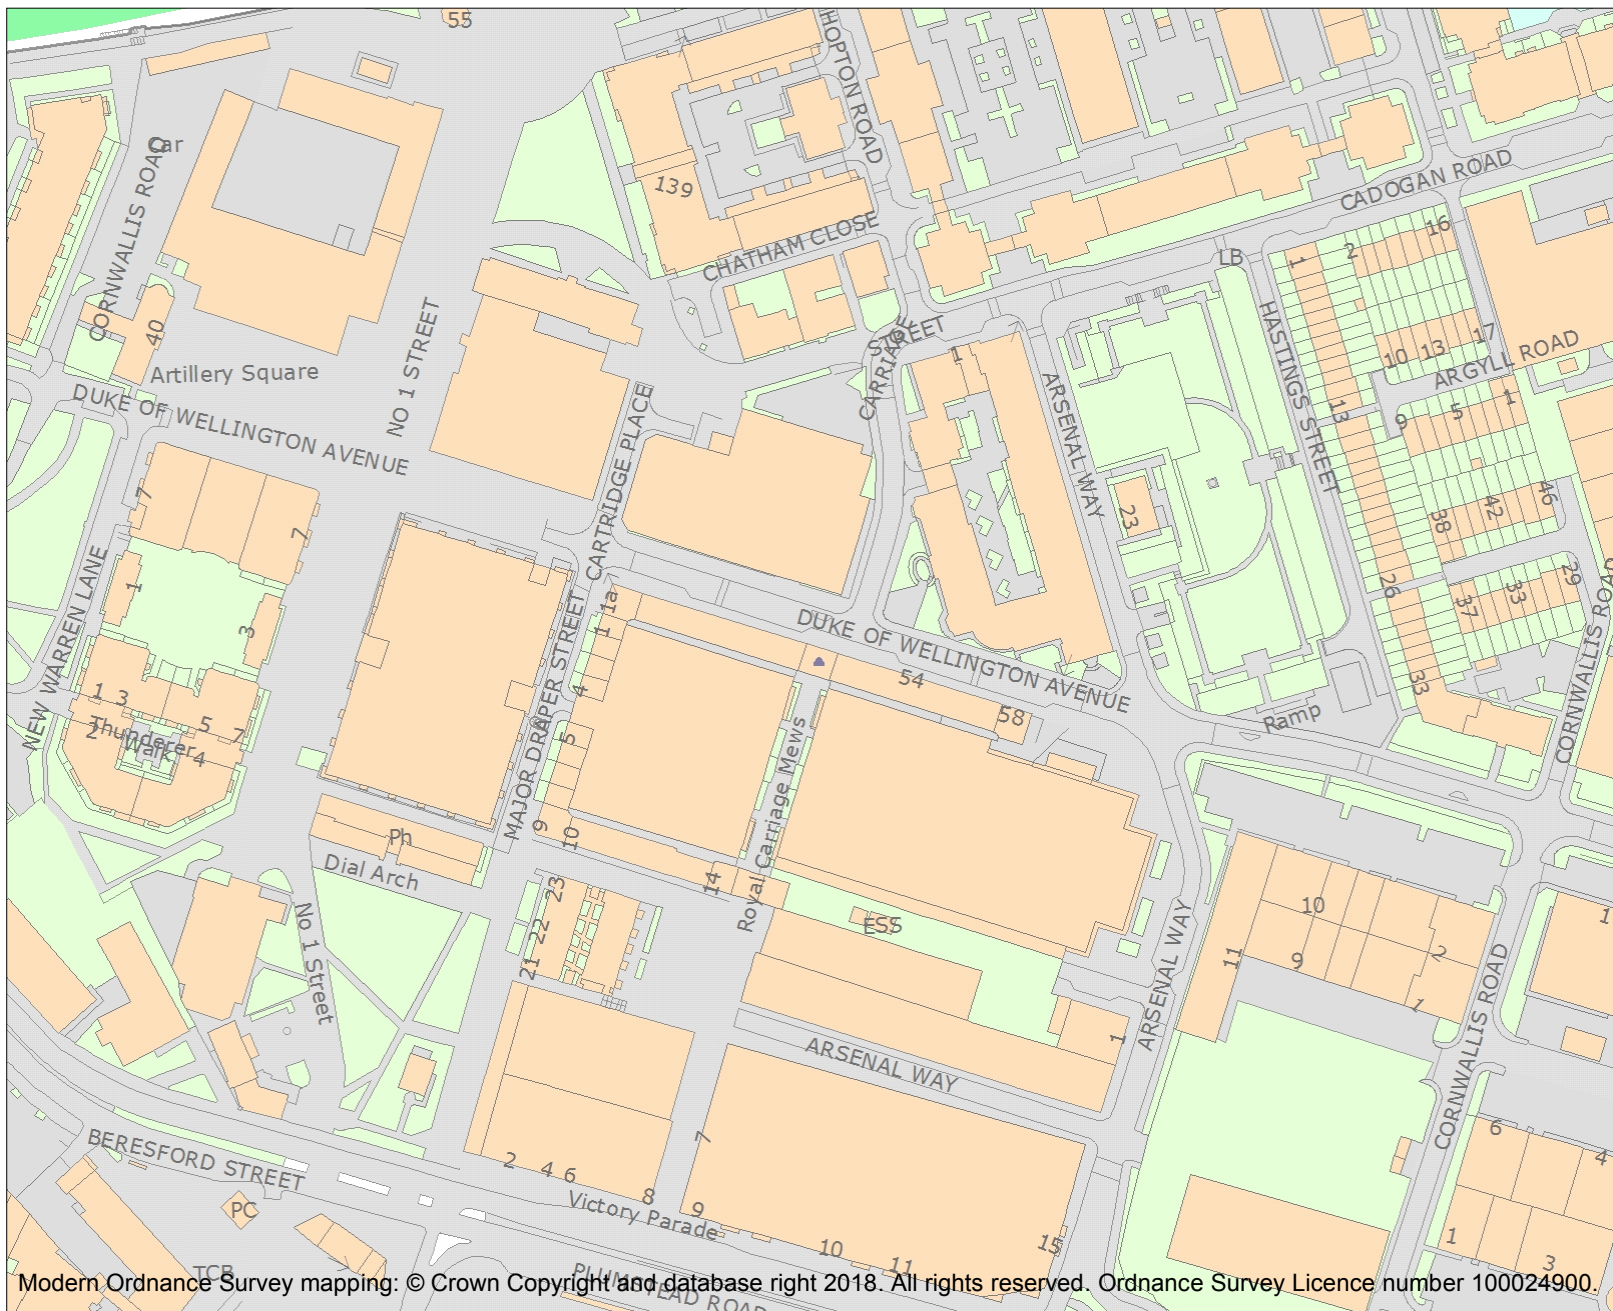 55
HOPTON ROAD
Car
139
CORNWALLIS ROAD
CADOGAN ROAD
CHATHAM CLOSE
LB
1
2
16
40
NO 1 STREET
CARRIAGE
STREET
1
HASTINGS STREET
10
13
17
ARGYLL ROAD
Artillery Square
DUKE OF WELLINGTON AVENUE
CARTRIDGE PLACE
ARSENAL WAY
13
9
5
1
7
7
23
38
42
46
NEW WARREN LANE
1
3
1a
1
4
DUKE OF WELLINGTON AVENUE
26
37
33
29
CORNWALLIS ROAD
1
3
2
Thunderer
Walk
5
7
4
MAJOR DRAPER STREET
5
54
58
33
Ramp
Royal Carriage Mews
9
10
Ph
Dial Arch
14
23
22
21
ESS
No 1 Street
ARSENAL WAY
10
11
9
2
1
1
CORNWALLIS ROAD
ARSENAL WAY
1
BERESFORD STREET
2
4
6
8
7
9
Victory Parade
10
11
15
6
4
1
3
PC
TCB
PLUMSTEAD ROAD
Modern Ordnance Survey mapping: © Crown Copyright and database right 2018. All rights reserved. Ordnance Survey Licence number 100024900.